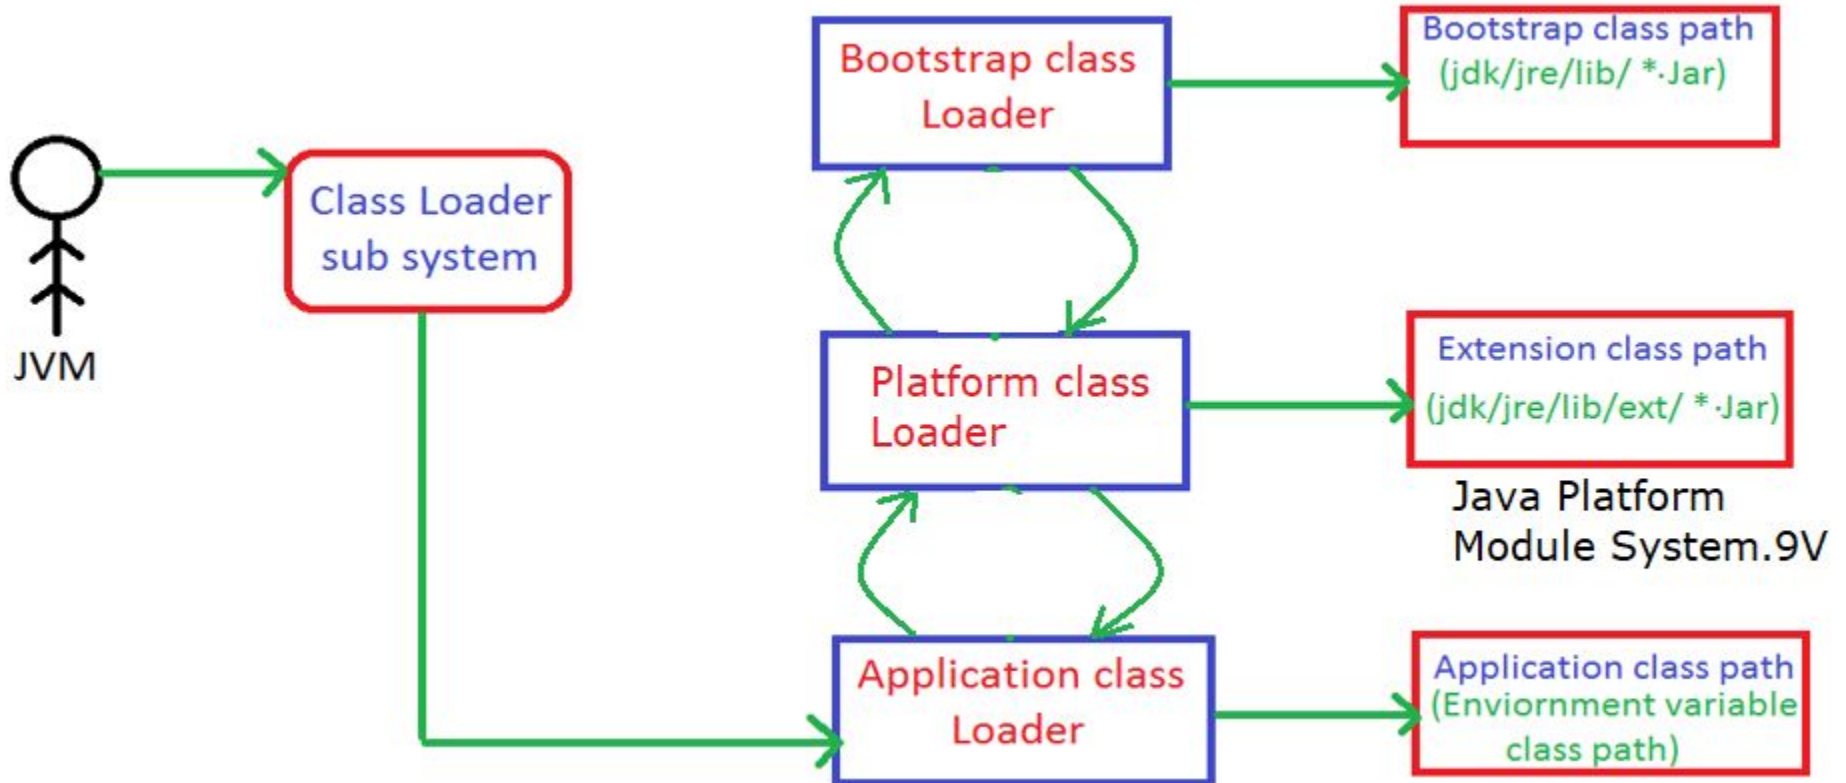 JVM
Class Loader
sub system
Bootstrap class
Loader
Bootstrap class path
(jdk/jre/lib/ *.Jar)
Platform class
Loader
Extension class path
(jdk/jre/lib/ext/ *.Jar)
Java Platform
Module System.9V
Application class
Loader
Application class path
(Enviornment variable
class path)